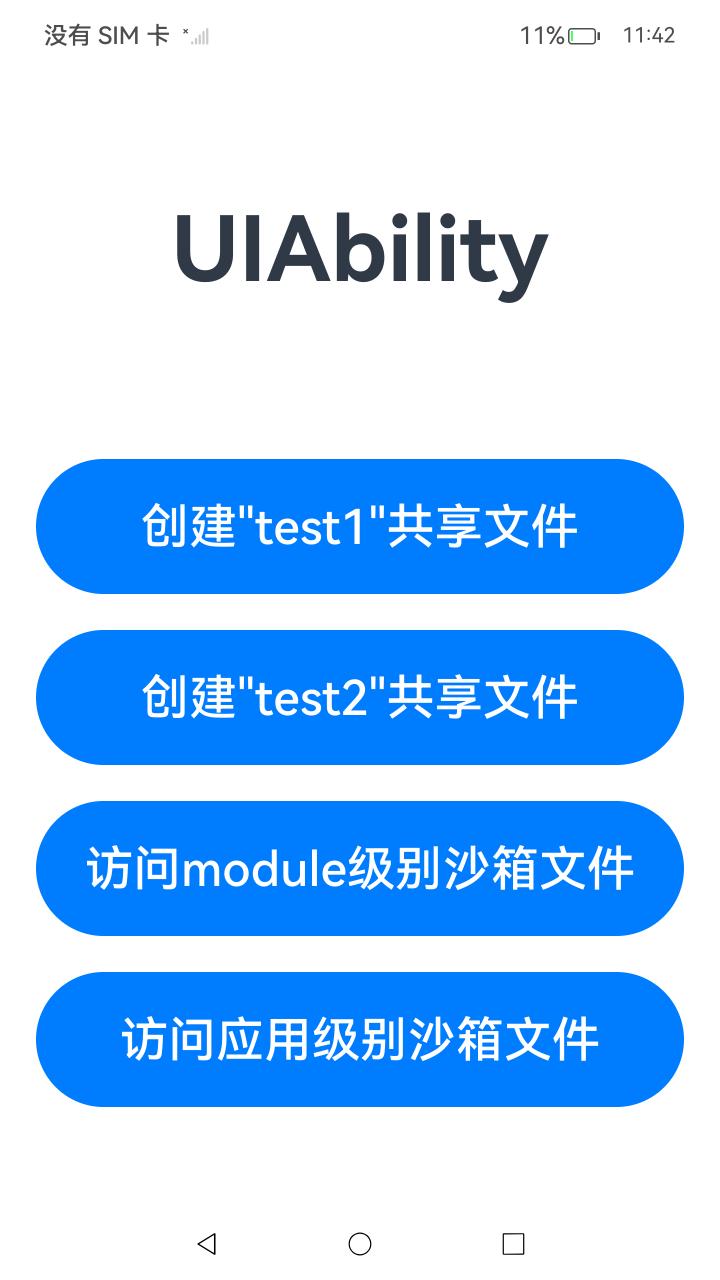 没有 SIM 卡 11% 11:42
UIAbility
创建"test1"共享文件
创建"test2"共享文件
访问module级别沙箱文件
访问应用级别沙箱文件